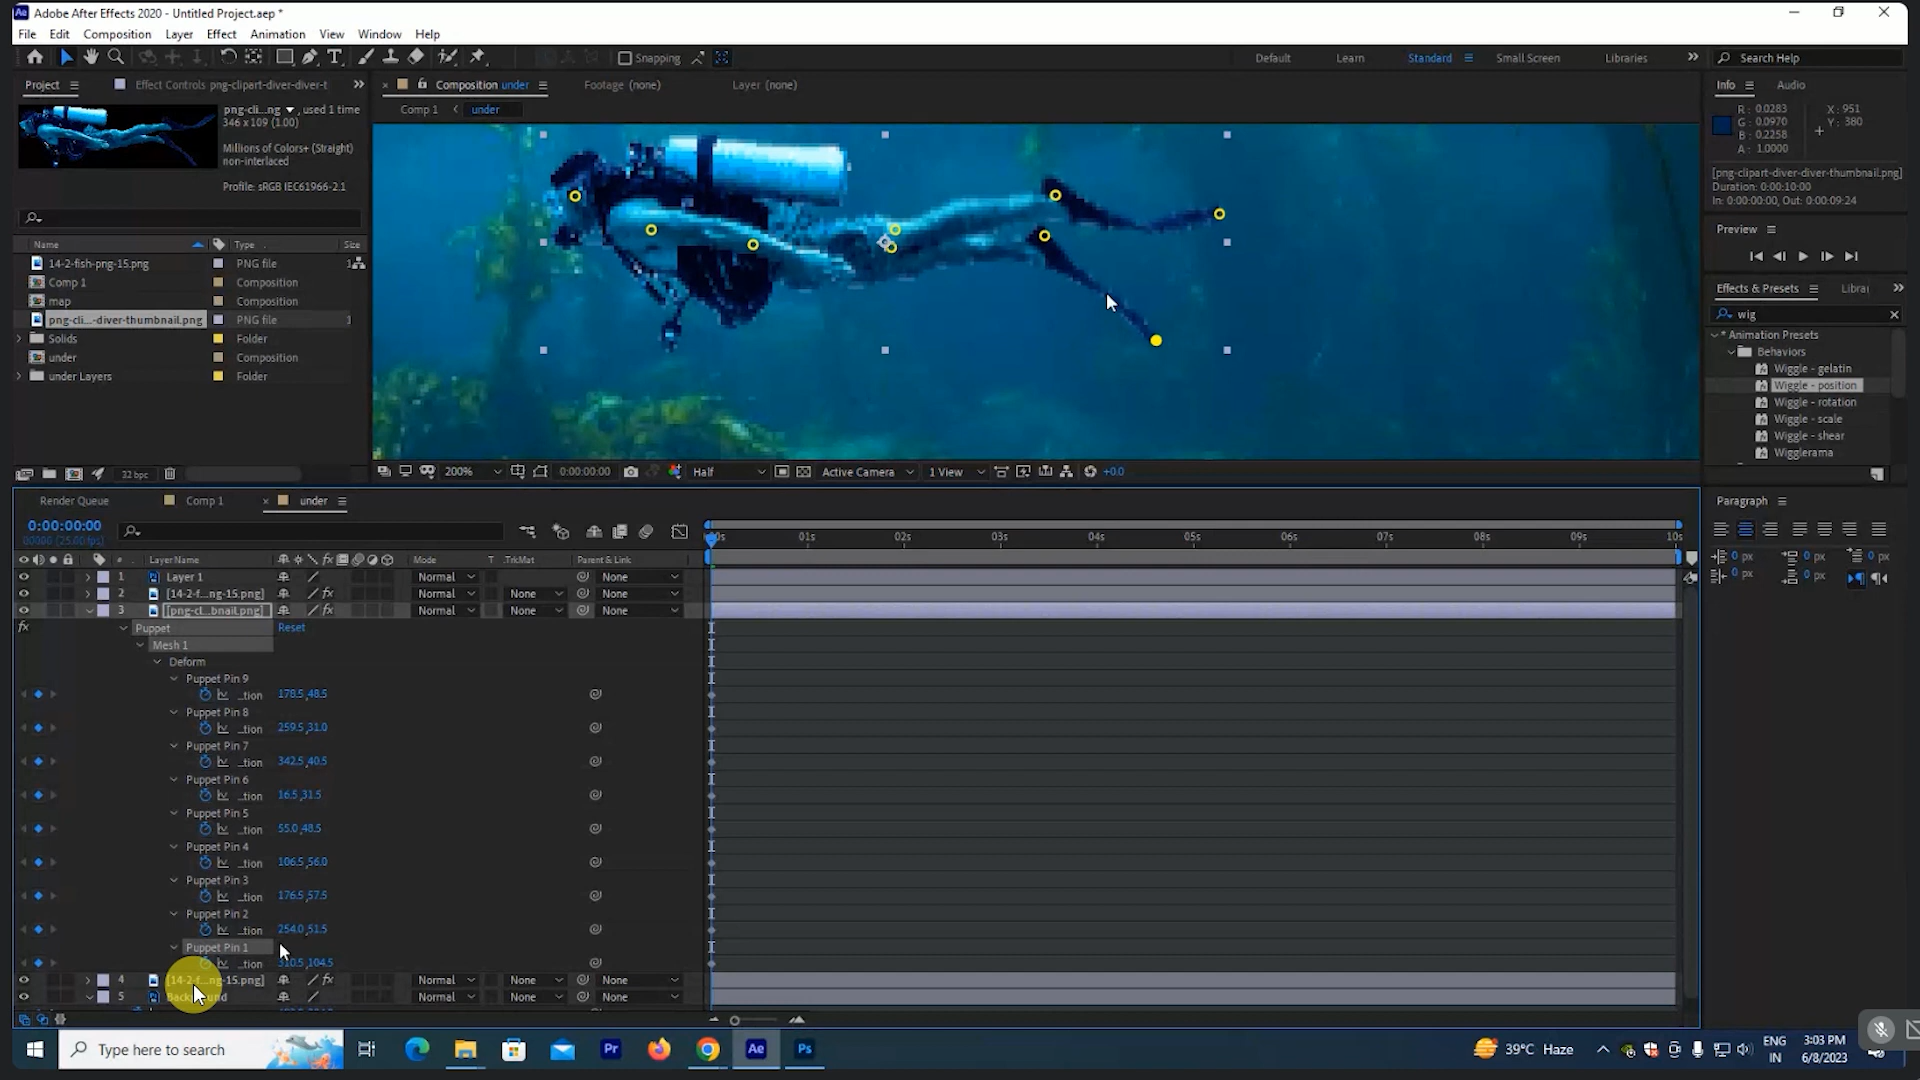 Adobe After Effects 2020 - Untitled Project.aep *
File Edit Composition Layer Effect Animation View Window Help
Snapping
Default Learn Standard Small Screen Libraries Search Help
Project Effect Controls png-clipart-diver-diver-t
Composition under Footage (none) Layer (none)
Info Audio
png-cli...ng , used 1 time
346 x 109 (1.00)
Millions of Colors+ (Straight)
non-interlaced
Profile: sRGB IEC61966-2.1
Comp 1 under
R: 0.0283
G: 0.0970
B: 0.2258
A: 1.0000
X: 951
Y: 380
[png-clipart-diver-diver-thumbnail.png]
Duration: 0:00:10:00
In: 0:00:00:00, Out: 0:00:09:24
Preview
Effects & Presets Librar
wig
* Animation Presets
Behaviors
Wiggle - gelatin
Wiggle - position
Wiggle - rotation
Wiggle - scale
Wiggle - shear
Wigglerama
Name Type Size
14-2-fish-png-15.png PNG file 1
Comp 1 Composition
map Composition
png-cli...-diver-thumbnail.png PNG file 1
Solids Folder
under Composition
under Layers Folder
32 bpc
200% 0:00:00:00 Half Active Camera 1 View +0.0
Render Queue Comp 1 under
0:00:00:00
00000 (25.00 fps)
00s 01s 02s 03s 04s 05s 06s 07s 08s 09s 10s
# Layer Name Mode T .TrkMat Parent & Link
1 Layer 1 Normal None
2 [14-2-f...ng-15.png] Normal None None
3 [png-cl...bnail.png] Normal None None
fx Puppet Reset
Mesh 1
Deform
Puppet Pin 9
...tion 178.5,48.5
Puppet Pin 8
...tion 259.5,31.0
Puppet Pin 7
...tion 342.5,40.5
Puppet Pin 6
...tion 16.5,31.5
Puppet Pin 5
...tion 55.0,48.5
Puppet Pin 4
...tion 106.5,56.0
Puppet Pin 3
...tion 176.5,57.5
Puppet Pin 2
...tion 254.0,51.5
Puppet Pin 1
...tion 310.5,104.5
4 [14-2-f...ng-15.png] Normal None None
5 Background Normal None None
Paragraph
0 px 0 px 0 px
0 px 0 px
Type here to search
Pr
Ae
Ps
39°C Haze
ENG
IN
3:03 PM
6/8/2023